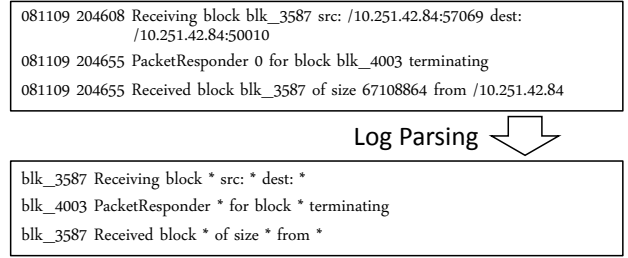 081109 204608 Receiving block blk_3587 src: /10.251.42.84:57069 dest:
/10.251.42.84:50010
081109 204655 PacketResponder 0 for block blk_4003 terminating
081109 204655 Received block blk_3587 of size 67108864 from /10.251.42.84
Log Parsing
blk_3587 Receiving block * src: * dest: *
blk_4003 PacketResponder * for block * terminating
blk_3587 Received block * of size * from *